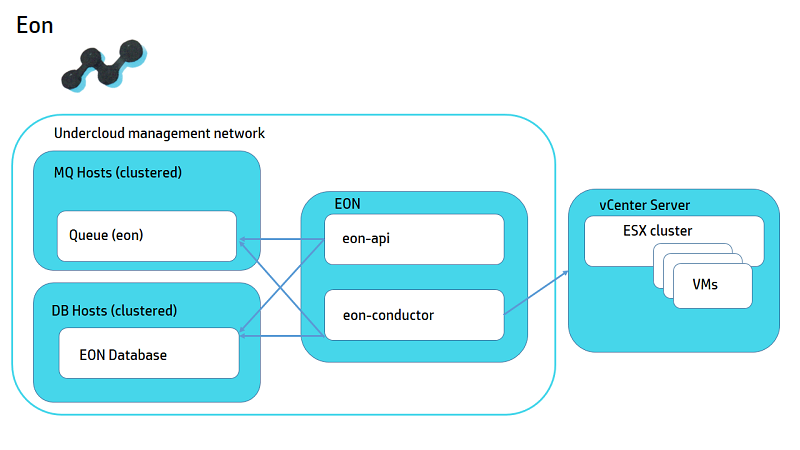 Eon
Undercloud management network
MQ Hosts (clustered)
Queue (eon)
DB Hosts (clustered)
EON Database
EON
eon-api
eon-conductor
vCenter Server
ESX cluster
VMs